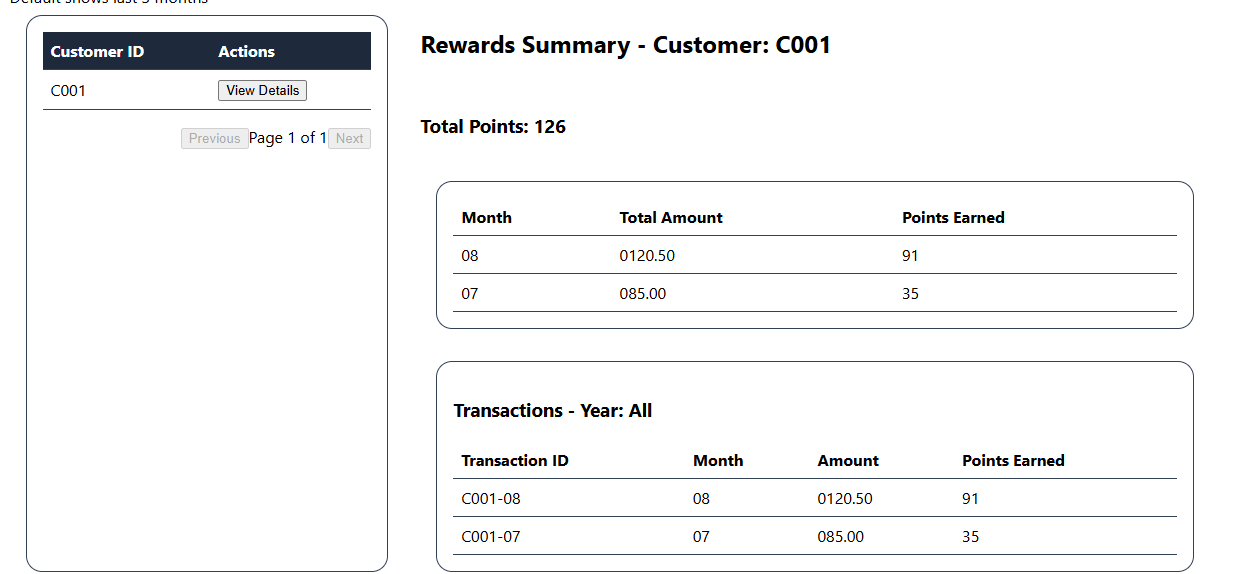 Default shows last 3 months
Customer ID Actions
C001 View Details
Previous Page 1 of 1 Next
Rewards Summary - Customer: C001
Total Points: 126
Month Total Amount Points Earned
08 0120.50 91
07 085.00 35
Transactions - Year: All
Transaction ID Month Amount Points Earned
C001-08 08 0120.50 91
C001-07 07 085.00 35